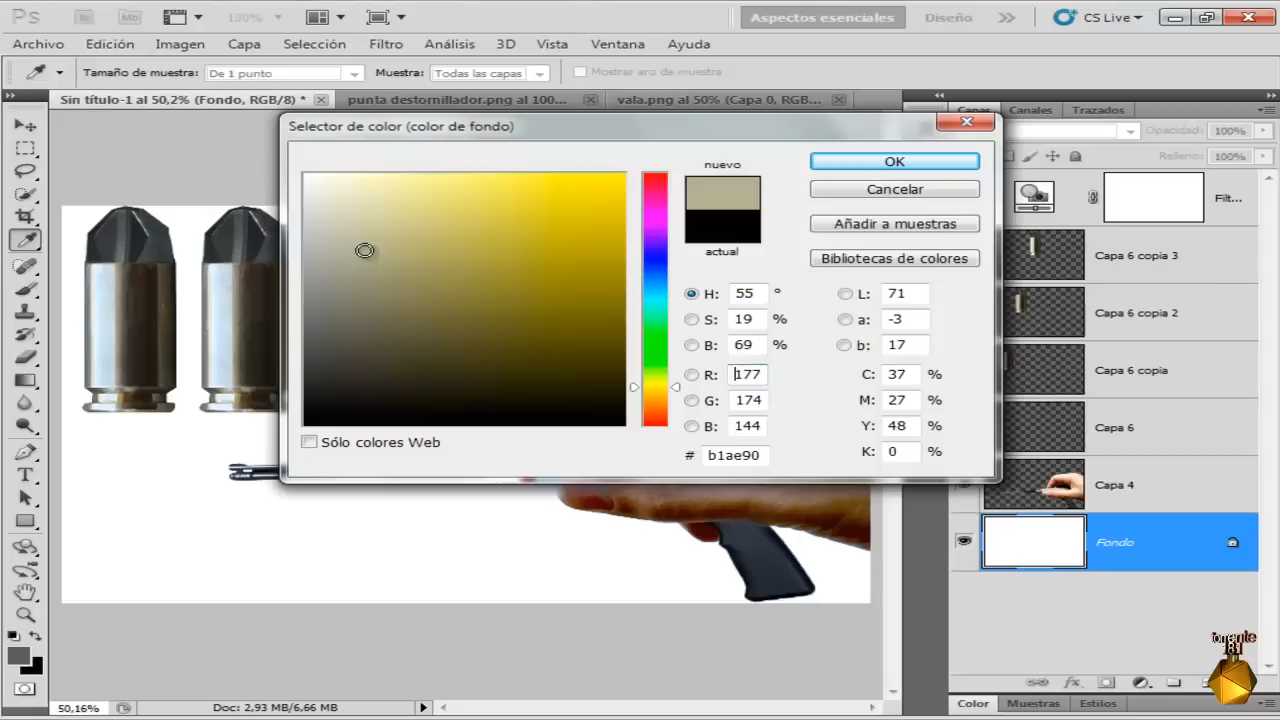 Ps
Br
Mb
100%
Aspectos esenciales
Diseño
CS Live
Archivo Edición Imagen Capa Selección Filtro Análisis 3D Vista Ventana Ayuda
Tamaño de muestra: De 1 punto
Muestra: Todas las capas
Mostrar aro de muestra
Sin título-1 al 50,2% (Fondo, RGB/8) *
punta destornillador.png al 100...
vala.png al 50% (Capa 0, RGB...
Capas Canales Trazados
Opacidad: 100%
Relleno: 100%
Selector de color (color de fondo)
nuevo
actual
OK
Cancelar
Añadir a muestras
Bibliotecas de colores
H: 55 °
S: 19 %
B: 69 %
R: 177
G: 174
B: 144
# b1ae90
L: 71
a: -3
b: 17
C: 37 %
M: 27 %
Y: 48 %
K: 0 %
Sólo colores Web
Filt...
Capa 6 copia 3
Capa 6 copia 2
Capa 6 copia
Capa 6
Capa 4
Fondo
torrente
181
50,16%
Doc: 2,93 MB/6,66 MB
Color Muestras Estilos